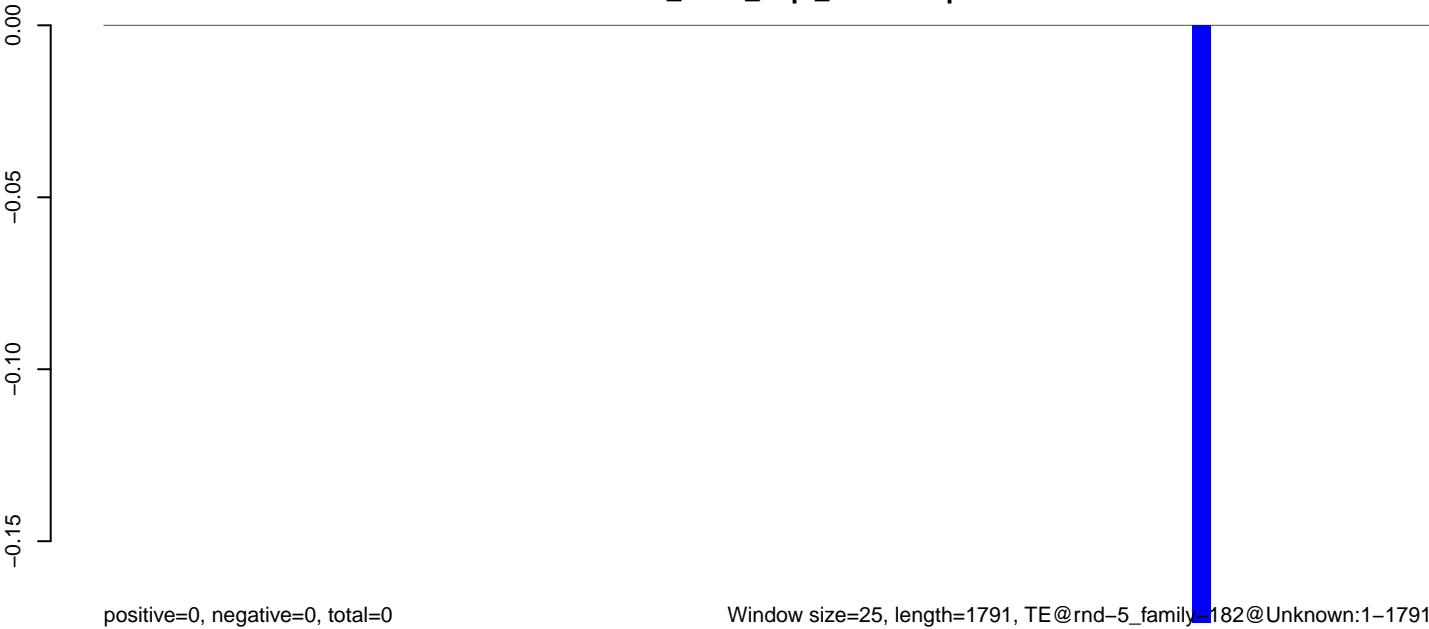 0.00
−0.05
−0.10
−0.15
positive=0, negative=0, total=0
Window size=25, length=1791, TE@rnd−5_family−182@Unknown:1−1791